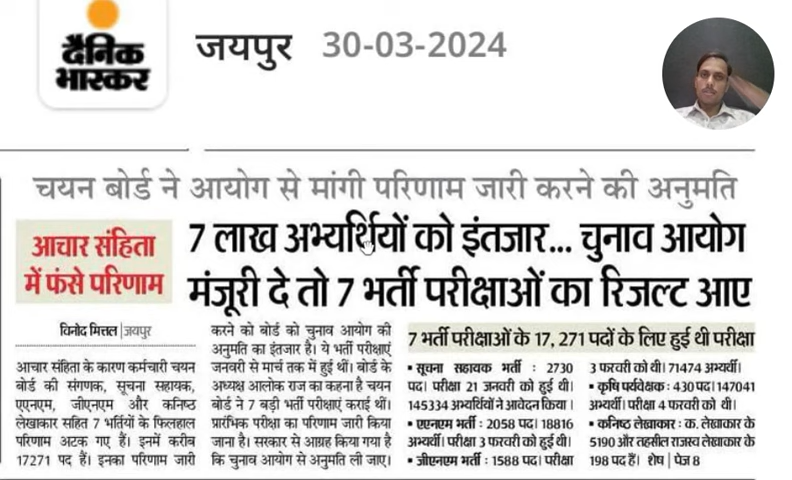 दैनिक
भास्कर
जयपुर 30-03-2024
चयन बोर्ड ने आयोग से मांगी परिणाम जारी करने की अनुमति
आचार संहिता
में फंसे परिणाम
7 लाख अभ्यर्थियों को इंतजार... चुनाव आयोग
मंजूरी दे तो 7 भर्ती परीक्षाओं का रिजल्ट आए
विनोद मित्तल | जयपुर
आचार संहिता के कारण कर्मचारी चयन
बोर्ड की संगणक, सूचना सहायक,
एएनएम, जीएनएम और कनिष्ठ
लेखाकार सहित 7 भर्तियों के फिलहाल
परिणाम अटक गए हैं। इनमें करीब
17271 पद हैं। इनका परिणाम जारी
करने को बोर्ड को चुनाव आयोग की
अनुमति का इंतजार है। ये भर्ती परीक्षाएं
जनवरी से मार्च तक में हुई थीं। बोर्ड के
अध्यक्ष आलोक राज का कहना है चयन
बोर्ड ने 7 बड़ी भर्ती परीक्षाएं कराई थीं।
प्रारंभिक परीक्षा का परिणाम जारी किया
जाना है। सरकार से आग्रह किया गया है
कि चुनाव आयोग से अनुमति ली जाए।
7 भर्ती परीक्षाओं के 17, 271 पदों के लिए हुई थी परीक्षा
• सूचना सहायक भर्ती : 2730
पद। परीक्षा 21 जनवरी को हुई थी।
145334 अभ्यर्थियों ने आवेदन किया।
• एएनएम भर्ती : 2058 पद। 18816
अभ्यर्थी। परीक्षा 3 फरवरी को हुई थी।
• जीएनएम भर्ती : 1588 पद। परीक्षा
3 फरवरी को थी। 71474 अभ्यर्थी।
• कृषि पर्यवेक्षक : 430 पद। 147041
अभ्यर्थी। परीक्षा 4 फरवरी को थी।
• कनिष्ठ लेखाकार : क. लेखाकार के
5190 और तहसील राजस्व लेखाकार के
198 पद हैं। शेष | पेज 8